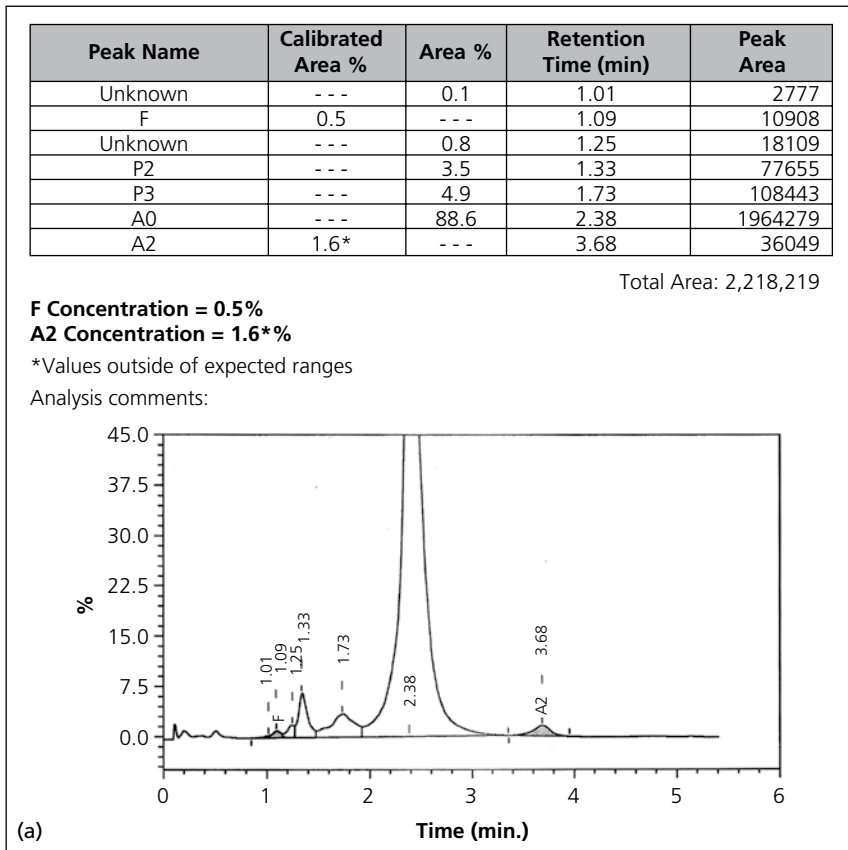 Peak Name Calibrated Area % Area % Retention Time (min) Peak Area
Unknown - - - 0.1 1.01 2777
F 0.5 - - - 1.09 10908
Unknown - - - 0.8 1.25 18109
P2 - - - 3.5 1.33 77655
P3 - - - 4.9 1.73 108443
A0 - - - 88.6 2.38 1964279
A2 1.6* - - - 3.68 36049
Total Area: 2,218,219
F Concentration = 0.5%
A2 Concentration = 1.6*%
*Values outside of expected ranges
Analysis comments:
45.0
37.5
30.0
22.5
15.0
7.5
0.0
%
1.01
1.09
F
1.25
1.33
1.73
2.38
3.68
A2
0 1 2 3 4 5 6
Time (min.)
(a)